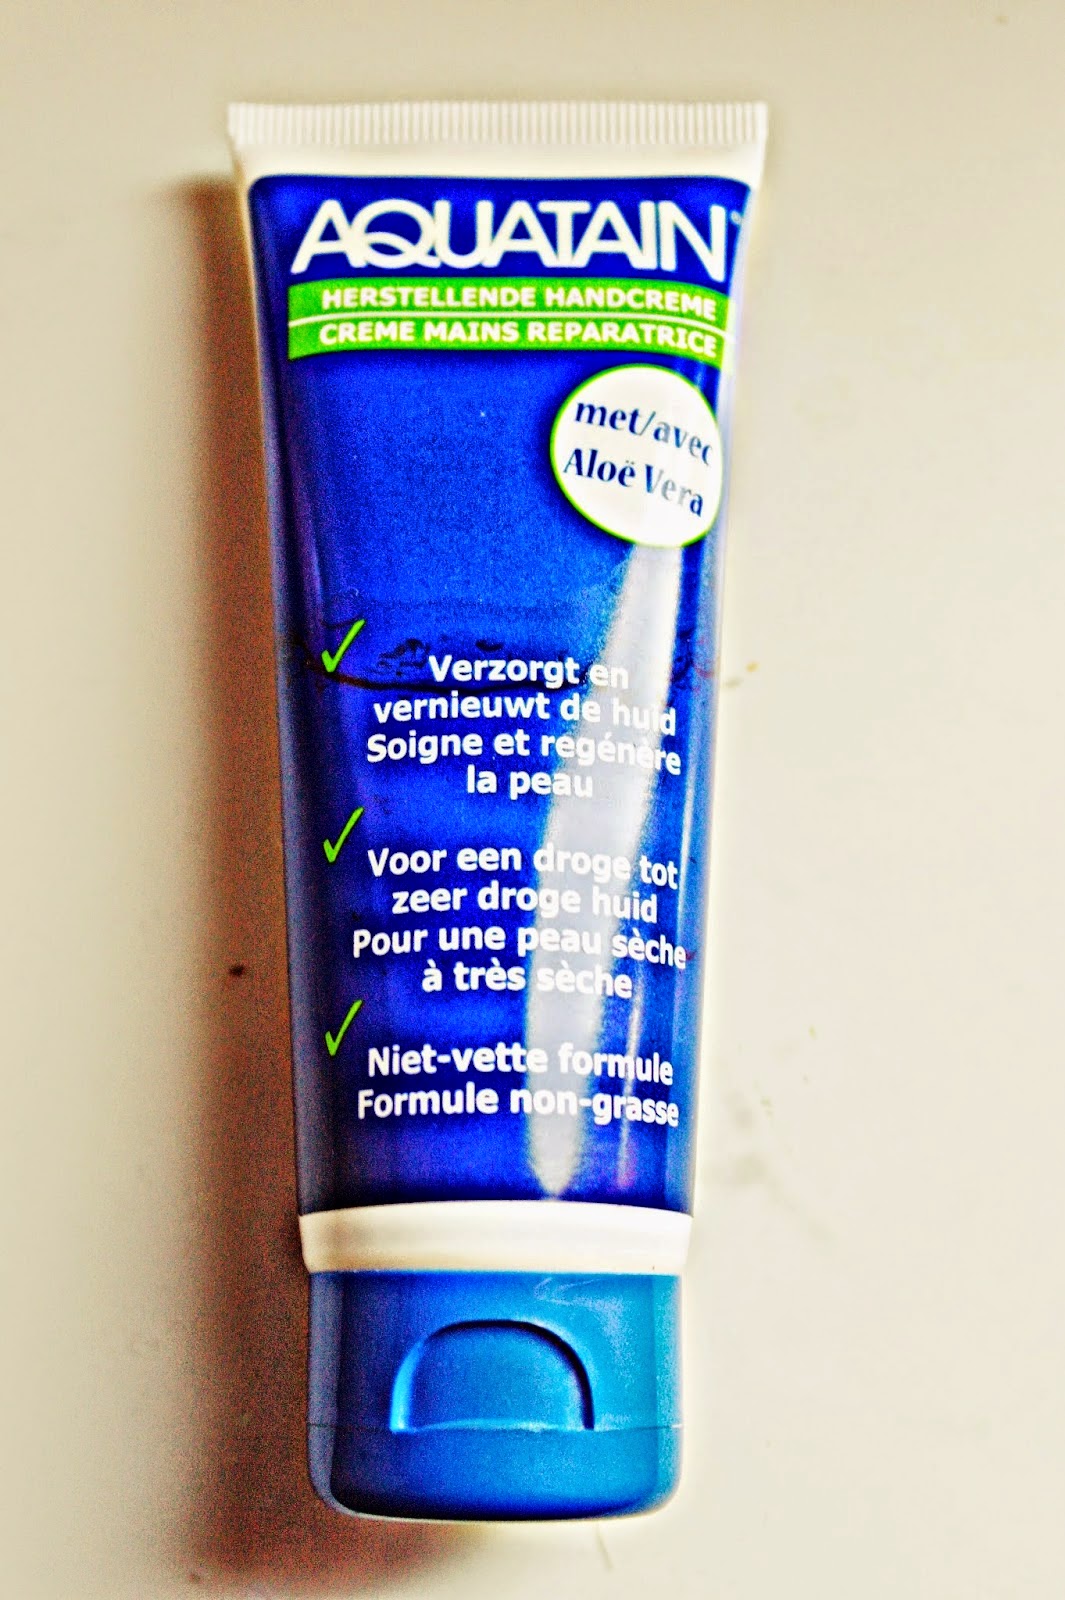 AQUATAIN™
HERSTELLENDE HANDCREME
CREME MAINS REPARATRICE
met/avec
Aloë Vera
Verzorgt en
vernieuwt de huid
Soigne et regénère
la peau
Voor een droge tot
zeer droge huid
Pour une peau sèche
à très sèche
Niet-vette formule
Formule non-grasse